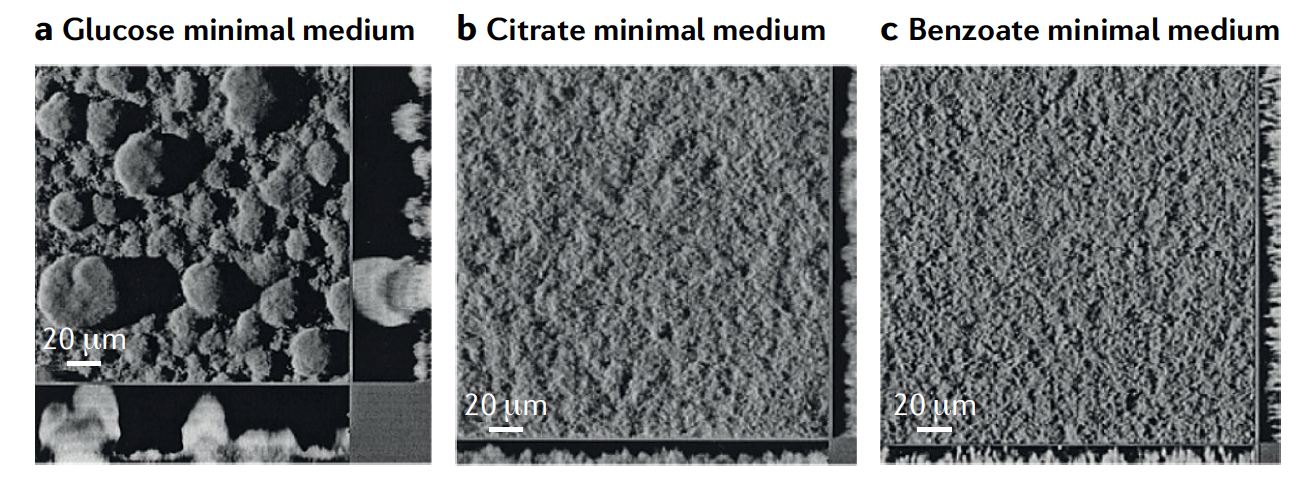 a Glucose minimal medium
b Citrate minimal medium
c Benzoate minimal medium
20 μm
20 μm
20 μm